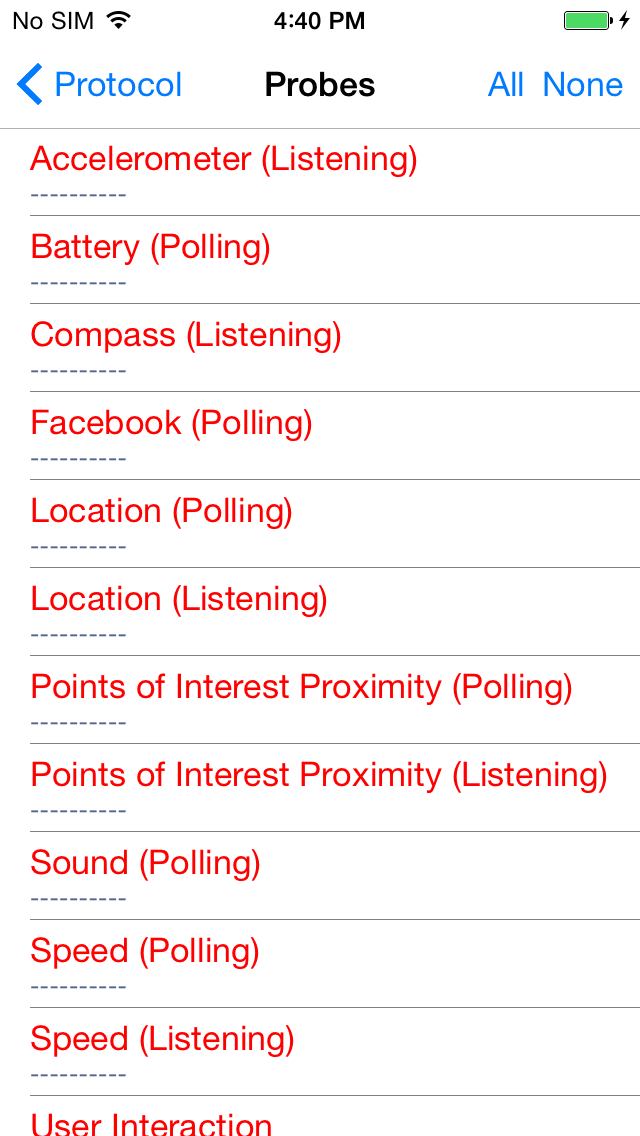 No SIM 4:40 PM
Protocol Probes All None
Accelerometer (Listening)
----------
Battery (Polling)
----------
Compass (Listening)
----------
Facebook (Polling)
----------
Location (Polling)
----------
Location (Listening)
----------
Points of Interest Proximity (Polling)
----------
Points of Interest Proximity (Listening)
----------
Sound (Polling)
----------
Speed (Polling)
----------
Speed (Listening)
----------
User Interaction